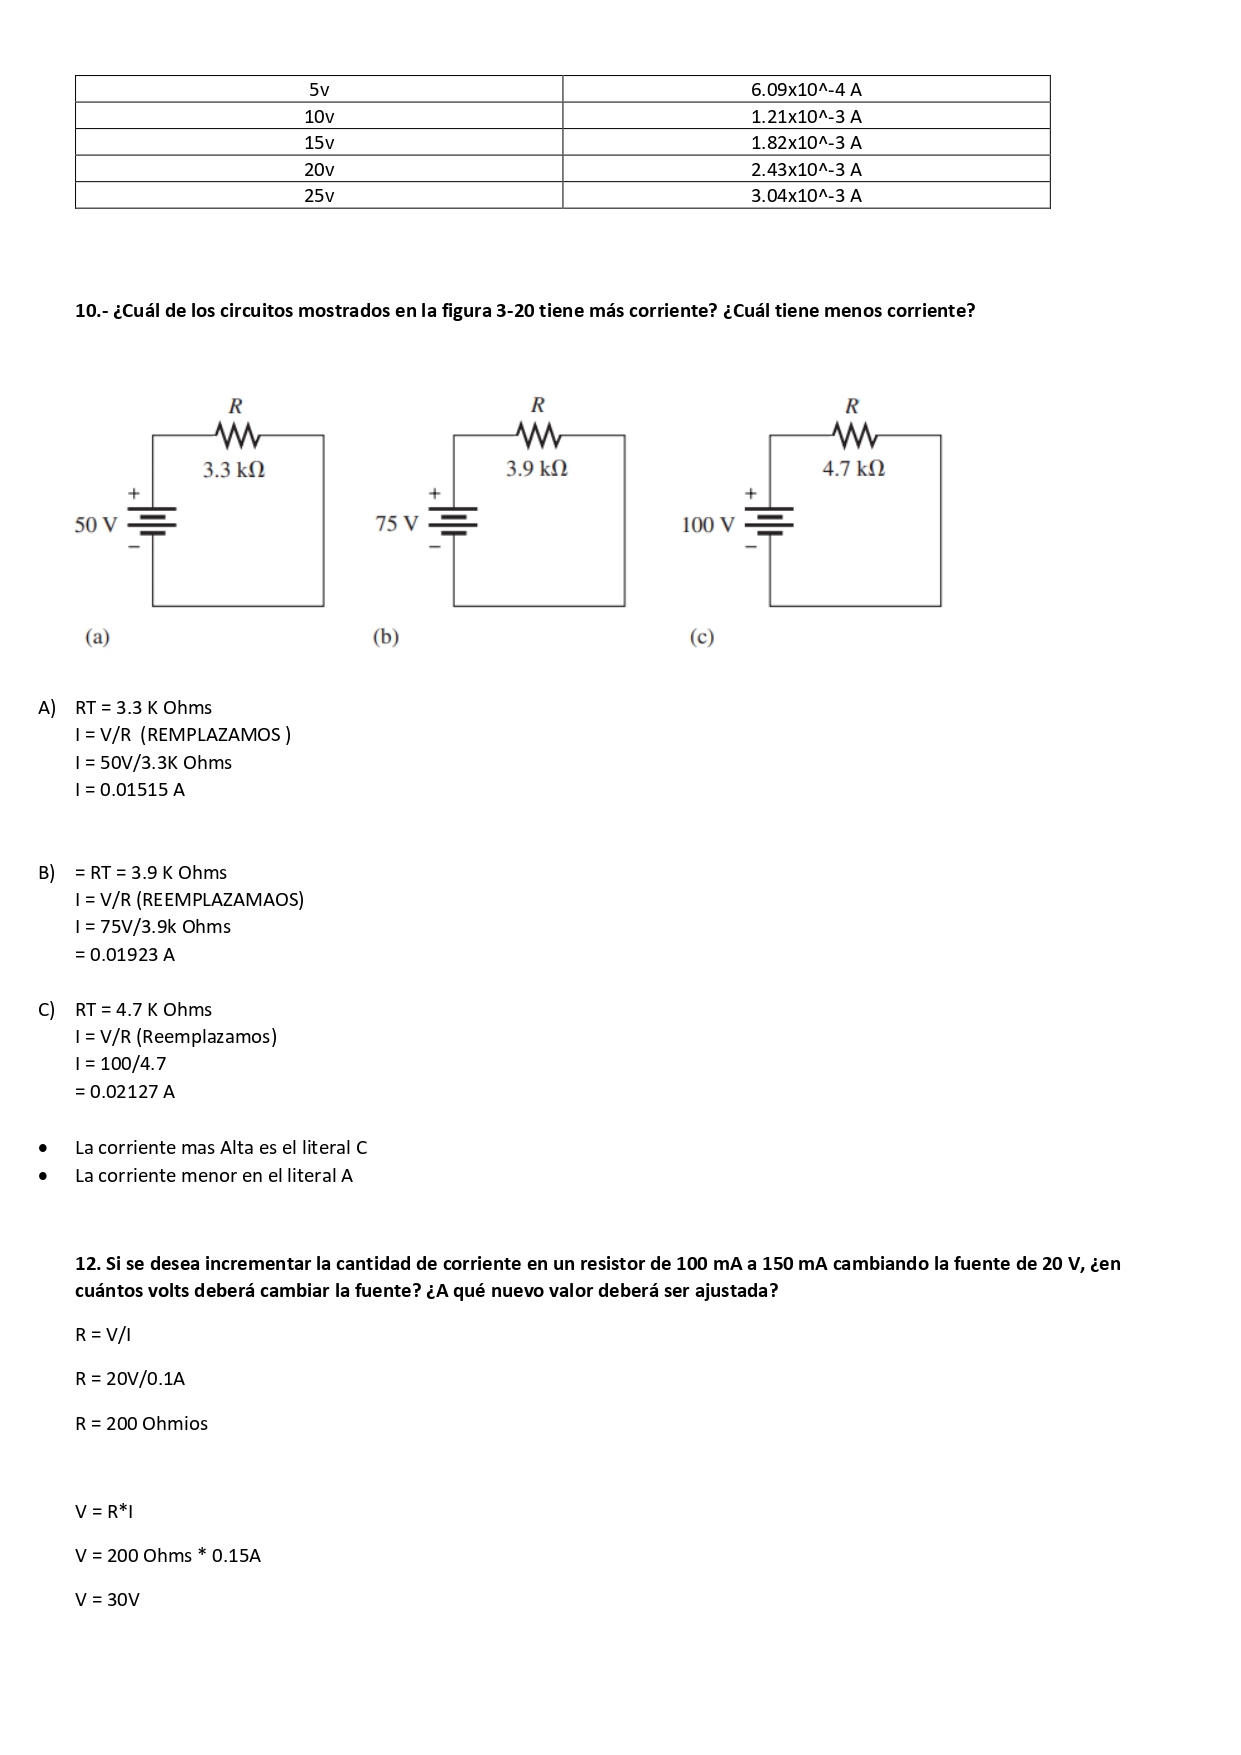 5v 6.09x10^-4 A
10v 1.21x10^-3 A
15v 1.82x10^-3 A
20v 2.43x10^-3 A
25v 3.04x10^-3 A
10.- ¿Cuál de los circuitos mostrados en la figura 3-20 tiene más corriente? ¿Cuál tiene menos corriente?
R
3.3 kΩ
+
50 V
−
(a)
R
3.9 kΩ
+
75 V
−
(b)
R
4.7 kΩ
+
100 V
−
(c)
A) RT = 3.3 K Ohms
I = V/R (REMPLAZAMOS )
I = 50V/3.3K Ohms
I = 0.01515 A
B) = RT = 3.9 K Ohms
I = V/R (REEMPLAZAMAOS)
I = 75V/3.9k Ohms
= 0.01923 A
C) RT = 4.7 K Ohms
I = V/R (Reemplazamos)
I = 100/4.7
= 0.02127 A
• La corriente mas Alta es el literal C
• La corriente menor en el literal A
12. Si se desea incrementar la cantidad de corriente en un resistor de 100 mA a 150 mA cambiando la fuente de 20 V, ¿en
cuántos volts deberá cambiar la fuente? ¿A qué nuevo valor deberá ser ajustada?
R = V/I
R = 20V/0.1A
R = 200 Ohmios
V = R*I
V = 200 Ohms * 0.15A
V = 30V